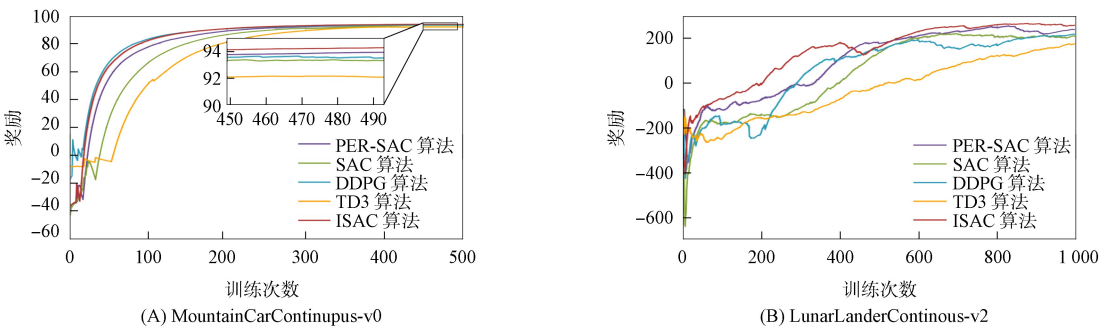 100
80
60
40
20
0
−20
−40
−60
奖励
94
92
90
450 460 470 480 490
PER-SAC 算法
SAC 算法
DDPG 算法
TD3 算法
ISAC 算法
0 100 200 300 400 500
训练次数
(A) MountainCarContinupus-v0
200
0
−200
−400
−600
奖励
PER-SAC 算法
SAC 算法
DDPG 算法
TD3 算法
ISAC 算法
0 200 400 600 800 1 000
训练次数
(B) LunarLanderContinous-v2